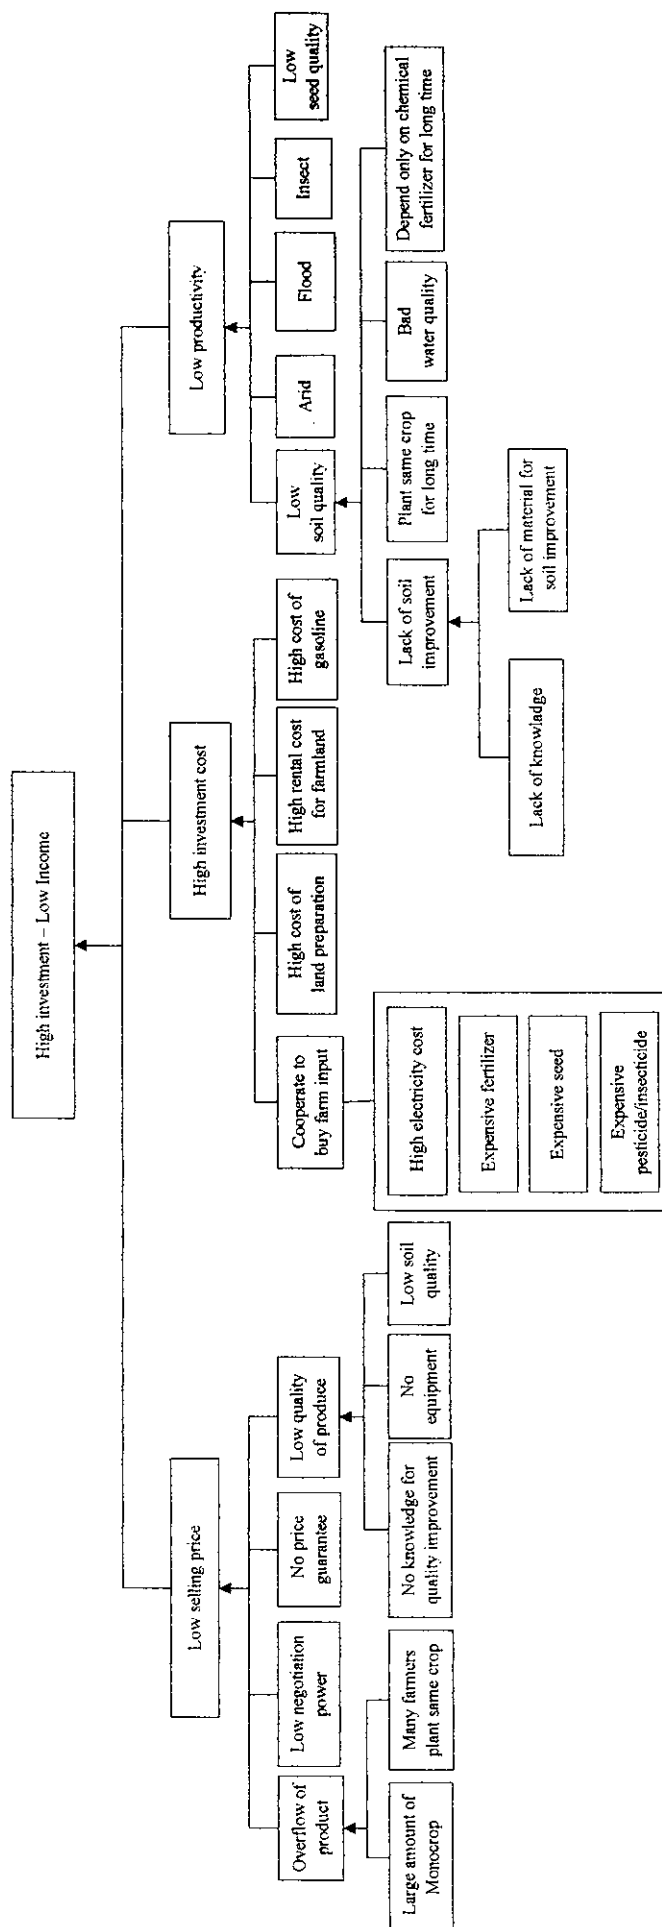 High investment – Low Income
Low selling price
High investment cost
Low productivity
Overflow of
product
Low negotiation
power
No price
guarantee
Low quality
of produce
Cooperate to
buy farm input
High cost of
land preparation
High rental cost
for farmland
High cost of
gasoline
Low
soil quality
Arid
Flood
Insect
Low
seed quality
Large amount of
Monocrop
Many farmers
plant same crop
No knowledge for
quality improvement
No
equipment
Low soil
quality
High electricity cost
Expensive fertilizer
Expensive seed
Expensive
pesticide/insecticide
Lack of soil
improvement
Plant same crop
for long time
Bad
water quality
Depend only on chemical
fertilizer for long time
Lack of knowladge
Lack of material for
soil improvement